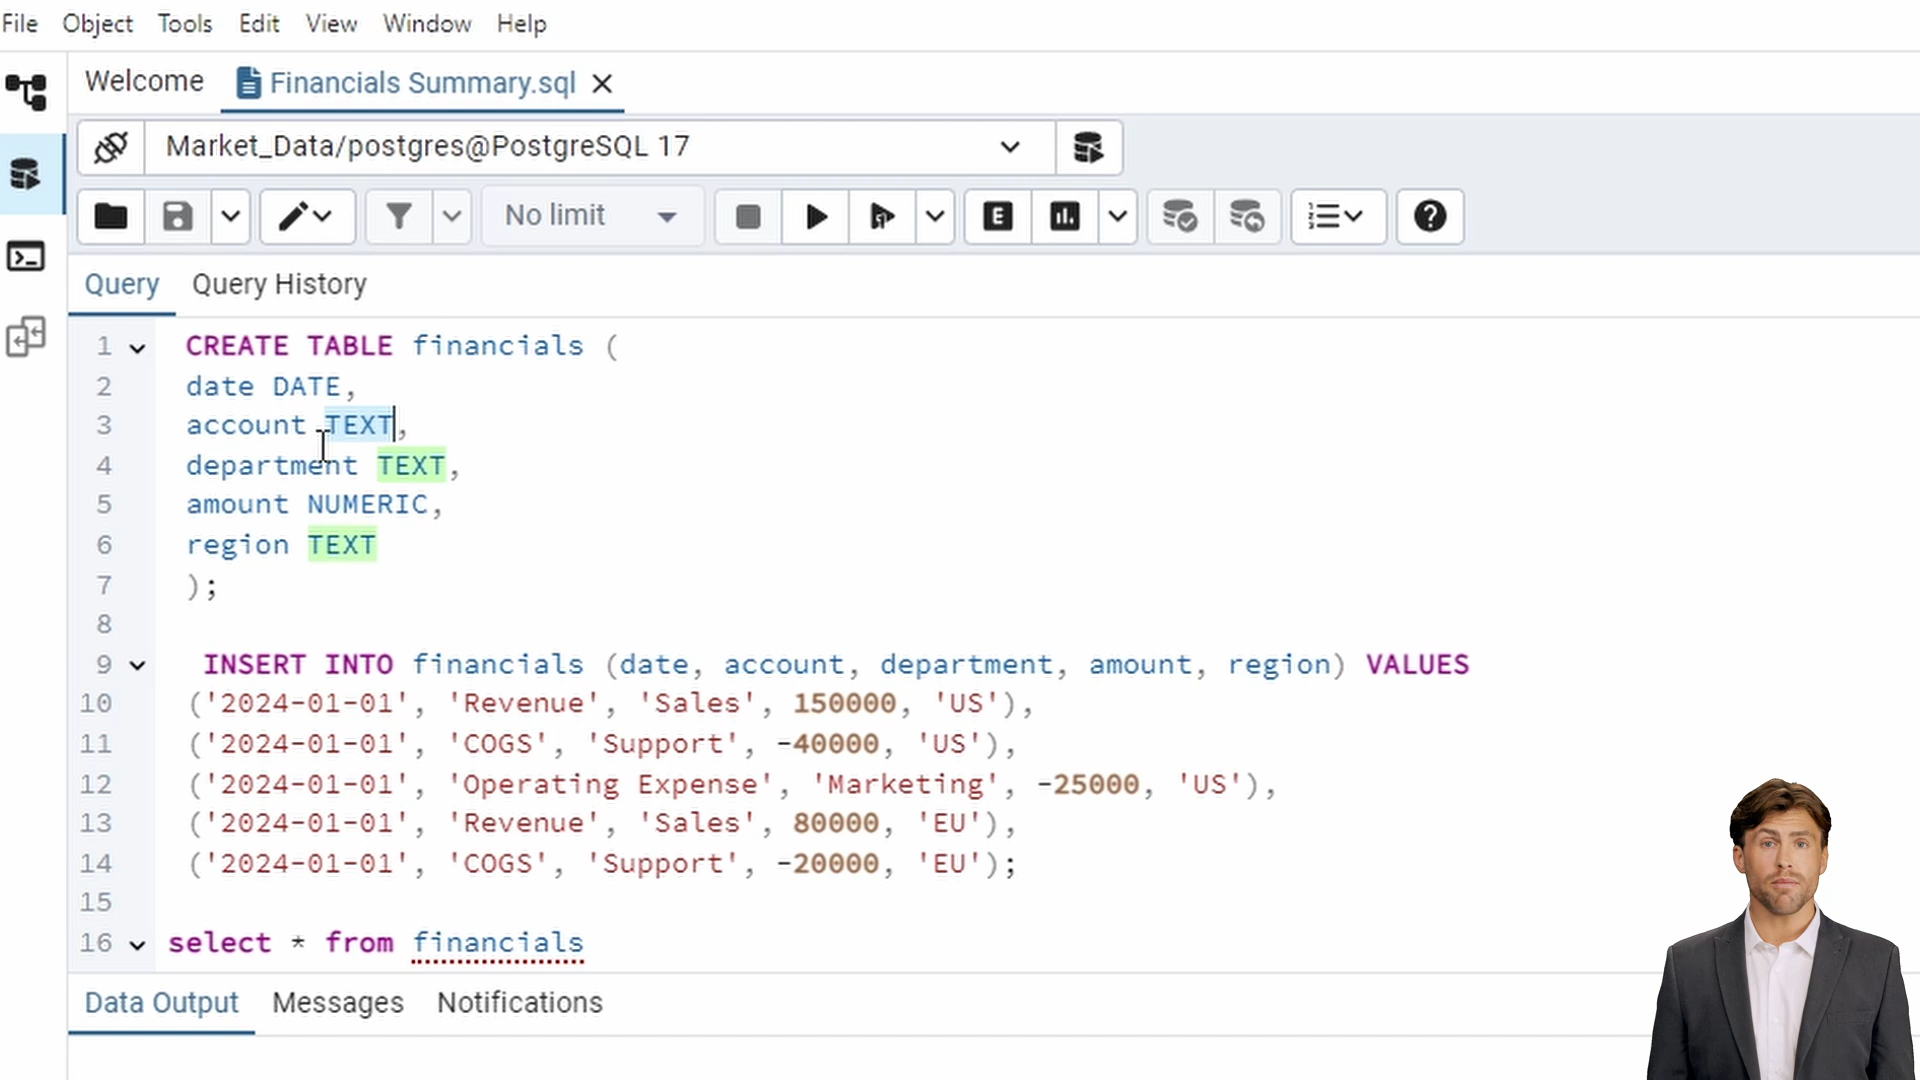 File Object Tools Edit View Window Help
Welcome Financials Summary.sql
Market_Data/postgres@PostgreSQL 17
No limit E
Query Query History
1 CREATE TABLE financials (
2 date DATE,
3 account TEXT,
4 department TEXT,
5 amount NUMERIC,
6 region TEXT
7 );
8
9 INSERT INTO financials (date, account, department, amount, region) VALUES
10 ('2024-01-01', 'Revenue', 'Sales', 150000, 'US'),
11 ('2024-01-01', 'COGS', 'Support', -40000, 'US'),
12 ('2024-01-01', 'Operating Expense', 'Marketing', -25000, 'US'),
13 ('2024-01-01', 'Revenue', 'Sales', 80000, 'EU'),
14 ('2024-01-01', 'COGS', 'Support', -20000, 'EU');
15
16 select * from financials
Data Output Messages Notifications